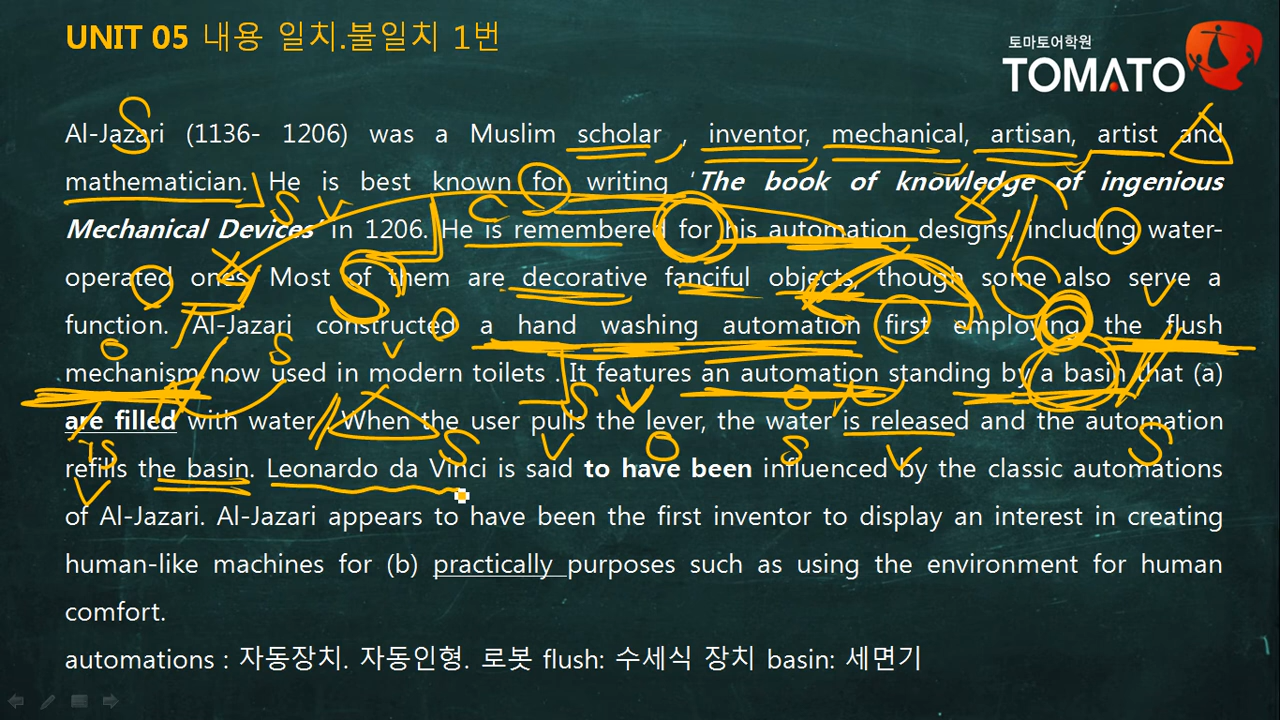 UNIT 05 내용 일치.불일치 1번
토마토어학원
TOMATO
Al-Jazari (1136- 1206) was a Muslim scholar , inventor, mechanical, artisan, artist and
mathematician. He is best known for writing ‘The book of knowledge of ingenious
Mechanical Devices’ in 1206. He is remembered for his automation designs, including water-
operated ones. Most of them are decorative fanciful objects, though some also serve a
function. Al-Jazari constructed a hand washing automation first employing the flush
mechanism now used in modern toilets . It features an automation standing by a basin that (a)
are filled with water. When the user pulls the lever, the water is released and the automation
refills the basin. Leonardo da Vinci is said to have been influenced by the classic automations
of Al-Jazari. Al-Jazari appears to have been the first inventor to display an interest in creating
human-like machines for (b) practically purposes such as using the environment for human
comfort.
automations : 자동장치. 자동인형. 로봇 flush: 수세식 장치 basin: 세면기